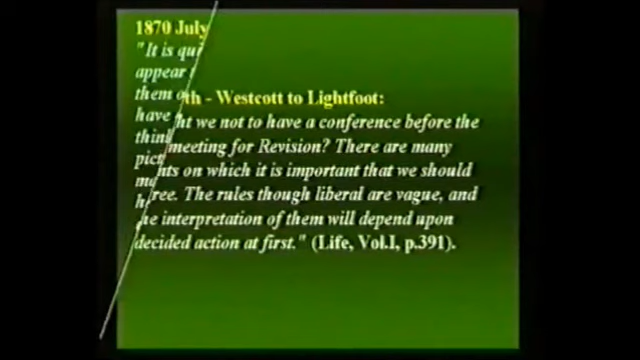 1870 July
"It is qui
appear t
them o th - Westcott to Lightfoot:
have ht we not to have a conference before the
think meeting for Revision? There are many
pict nts on which it is important that we should
ree. The rules though liberal are vague, and
he interpretation of them will depend upon
decided action at first." (Life, Vol.I, p.391).